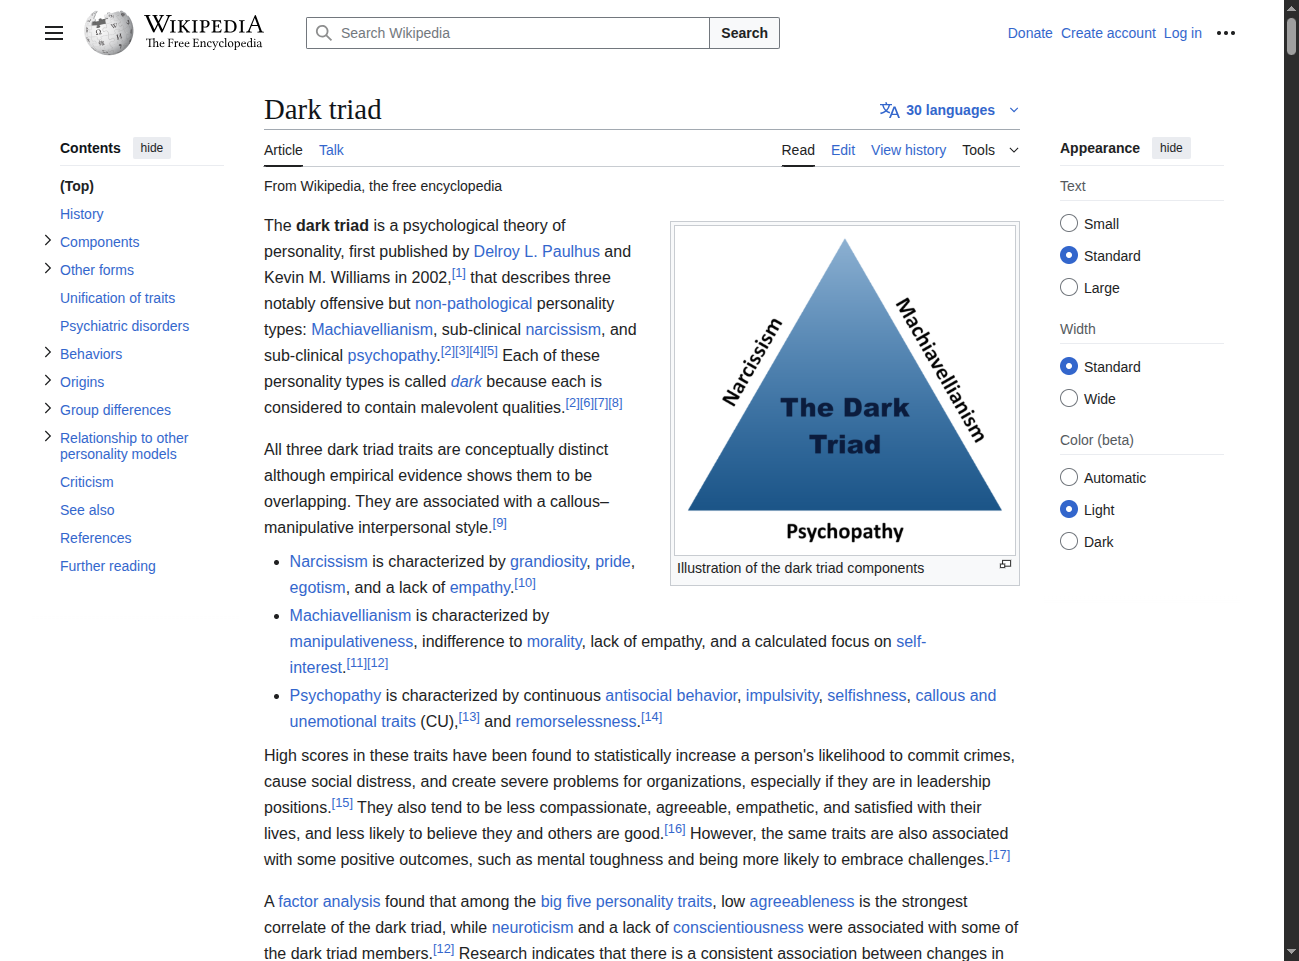 WIKIPEDIA
The Free Encyclopedia
Search Wikipedia
Search
Donate
Create account
Log in
Dark triad
30 languages
Contents
hide
(Top)
History
Components
Other forms
Unification of traits
Psychiatric disorders
Behaviors
Origins
Group differences
Relationship to other
personality models
Criticism
See also
References
Further reading
Article
Talk
Read
Edit
View history
Tools
From Wikipedia, the free encyclopedia
The dark triad is a psychological theory of
personality, first published by Delroy L. Paulhus and
Kevin M. Williams in 2002,[1] that describes three
notably offensive but non-pathological personality
types: Machiavellianism, sub-clinical narcissism, and
sub-clinical psychopathy.[2][3][4][5] Each of these
personality types is called dark because each is
considered to contain malevolent qualities.[2][6][7][8]
All three dark triad traits are conceptually distinct
although empirical evidence shows them to be
overlapping. They are associated with a callous–
manipulative interpersonal style.[9]
Narcissism
Machiavellianism
The Dark
Triad
Psychopathy
Illustration of the dark triad components
• Narcissism is characterized by grandiosity, pride,
egotism, and a lack of empathy.[10]
• Machiavellianism is characterized by
manipulativeness, indifference to morality, lack of empathy, and a calculated focus on self-
interest.[11][12]
• Psychopathy is characterized by continuous antisocial behavior, impulsivity, selfishness, callous and
unemotional traits (CU),[13] and remorselessness.[14]
High scores in these traits have been found to statistically increase a person's likelihood to commit crimes,
cause social distress, and create severe problems for organizations, especially if they are in leadership
positions.[15] They also tend to be less compassionate, agreeable, empathetic, and satisfied with their
lives, and less likely to believe they and others are good.[16] However, the same traits are also associated
with some positive outcomes, such as mental toughness and being more likely to embrace challenges.[17]
A factor analysis found that among the big five personality traits, low agreeableness is the strongest
correlate of the dark triad, while neuroticism and a lack of conscientiousness were associated with some of
the dark triad members.[12] Research indicates that there is a consistent association between changes in
Appearance
hide
Text
Small
Standard
Large
Width
Standard
Wide
Color (beta)
Automatic
Light
Dark